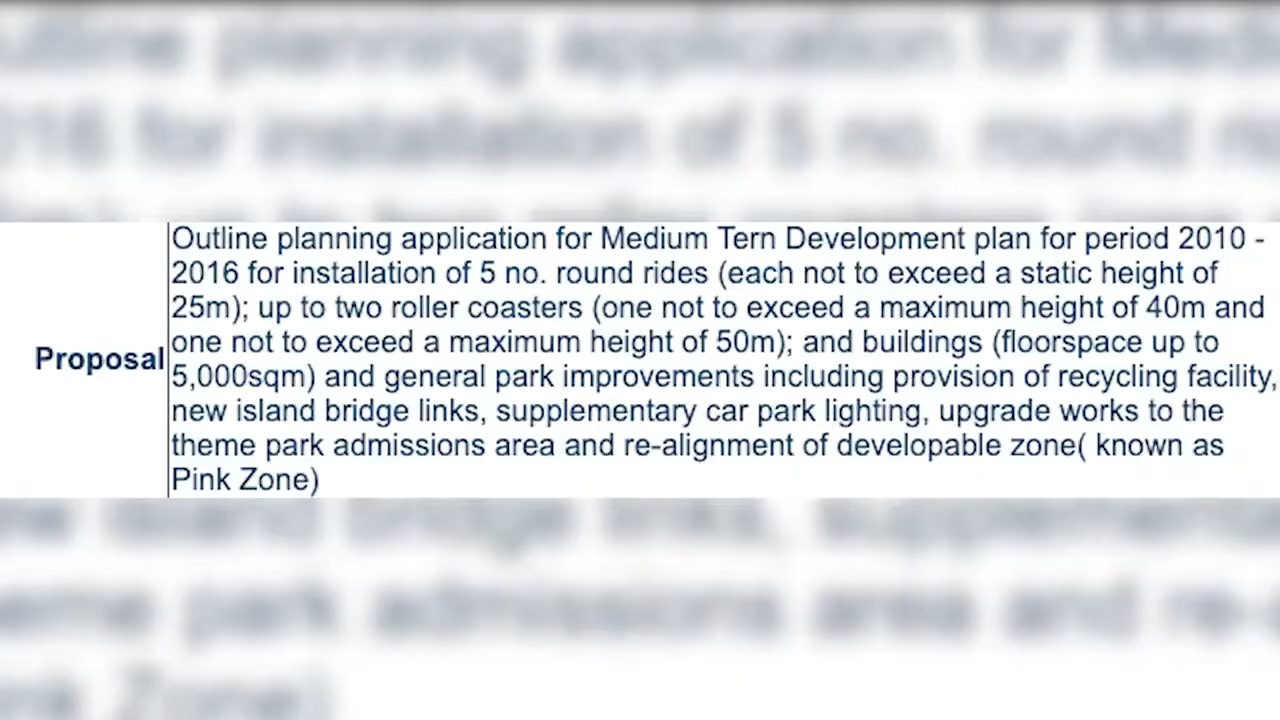 Proposal
Outline planning application for Medium Tern Development plan for period 2010 -
2016 for installation of 5 no. round rides (each not to exceed a static height of
25m); up to two roller coasters (one not to exceed a maximum height of 40m and
one not to exceed a maximum height of 50m); and buildings (floorspace up to
5,000sqm) and general park improvements including provision of recycling facility,
new island bridge links, supplementary car park lighting, upgrade works to the
theme park admissions area and re-alignment of developable zone( known as
Pink Zone)